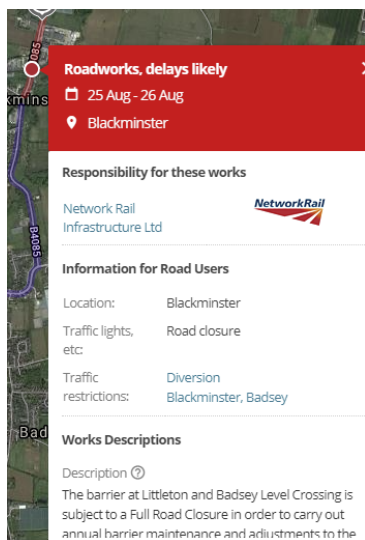 085
Roadworks, delays likely
25 Aug - 26 Aug
kmins
Blackminster
Responsibility for these works
Network Rail
Infrastructure Ltd
NetworkRail
B4085
Information for Road Users
Location: Blackminster
Traffic lights, Road closure
etc:
Traffic Diversion
restrictions: Blackminster, Badsey
Bad
Works Descriptions
Description ?
The barrier at Littleton and Badsey Level Crossing is
subject to a Full Road Closure in order to carry out
annual barrier maintenance and adjustments to the